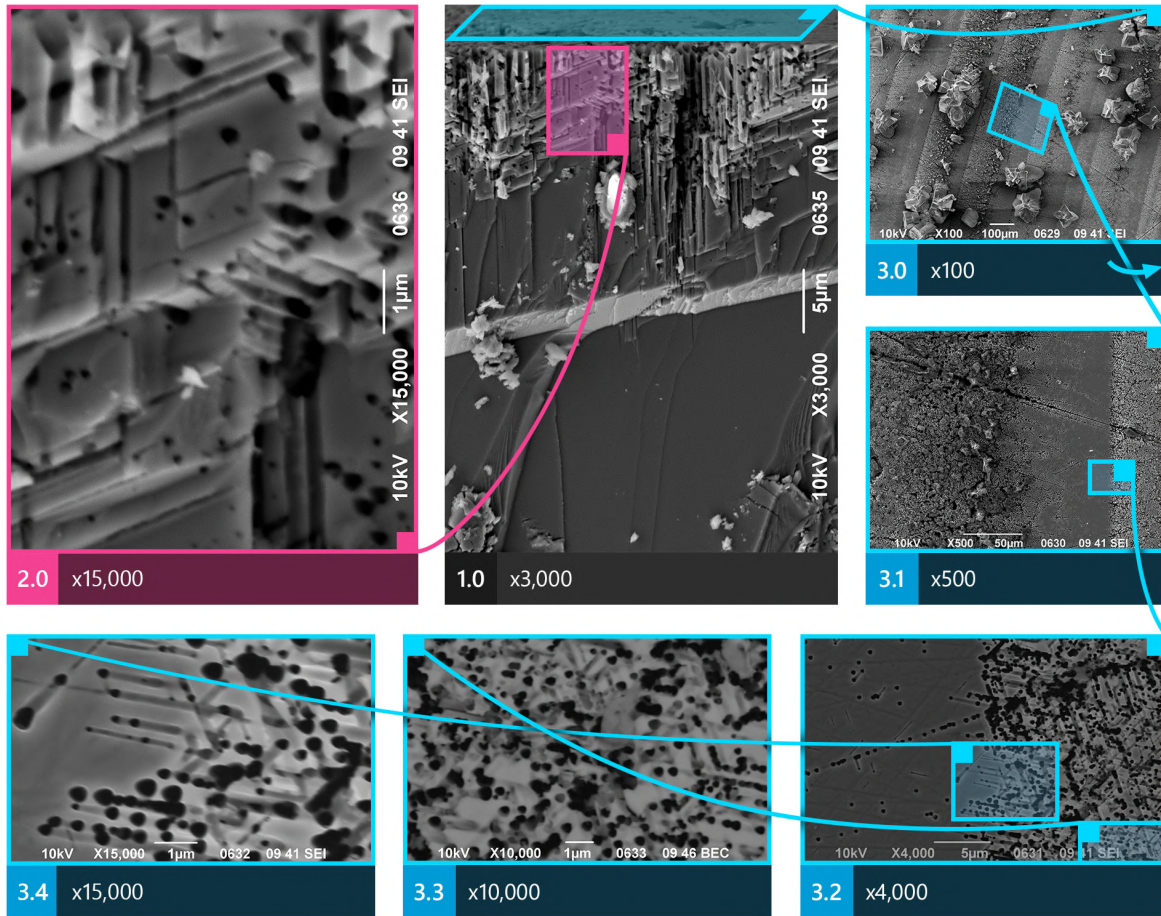 09 41 SEI
0636
1µm
X15,000
10kV
2.0 x15,000
09 41 SEI
0635
5µm
X3,000
10kV
1.0 x3,000
10kV X100 100µm 0629 09 41 SEI
3.0 x100
10kV X500 50µm 0630 09 41 SEI
3.1 x500
10kV X15,000 1µm 0632 09 41 SEI
3.4 x15,000
10kV X10,000 1µm 0633 09 46 BEC
3.3 x10,000
10kV X4,000 5µm 0631 09 41 SEI
3.2 x4,000